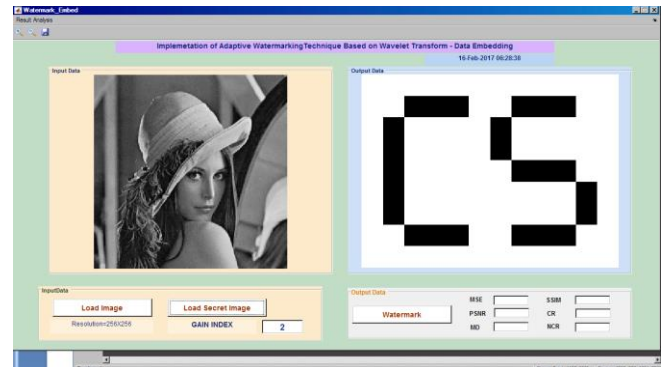 Watermark_Embed
Result Analysis
Implemetation of Adaptive WatermarkingTechnique Based on Wavelet Transform - Data Embedding
16-Feb-2017 06:28:30
Input Data
Output Data
CS
InputData
Load Image
Load Secret Image
Resolution=256X256
GAIN INDEX
2
Output Data
Watermark
MSE
SSIM
PSNR
CR
MD
NCR